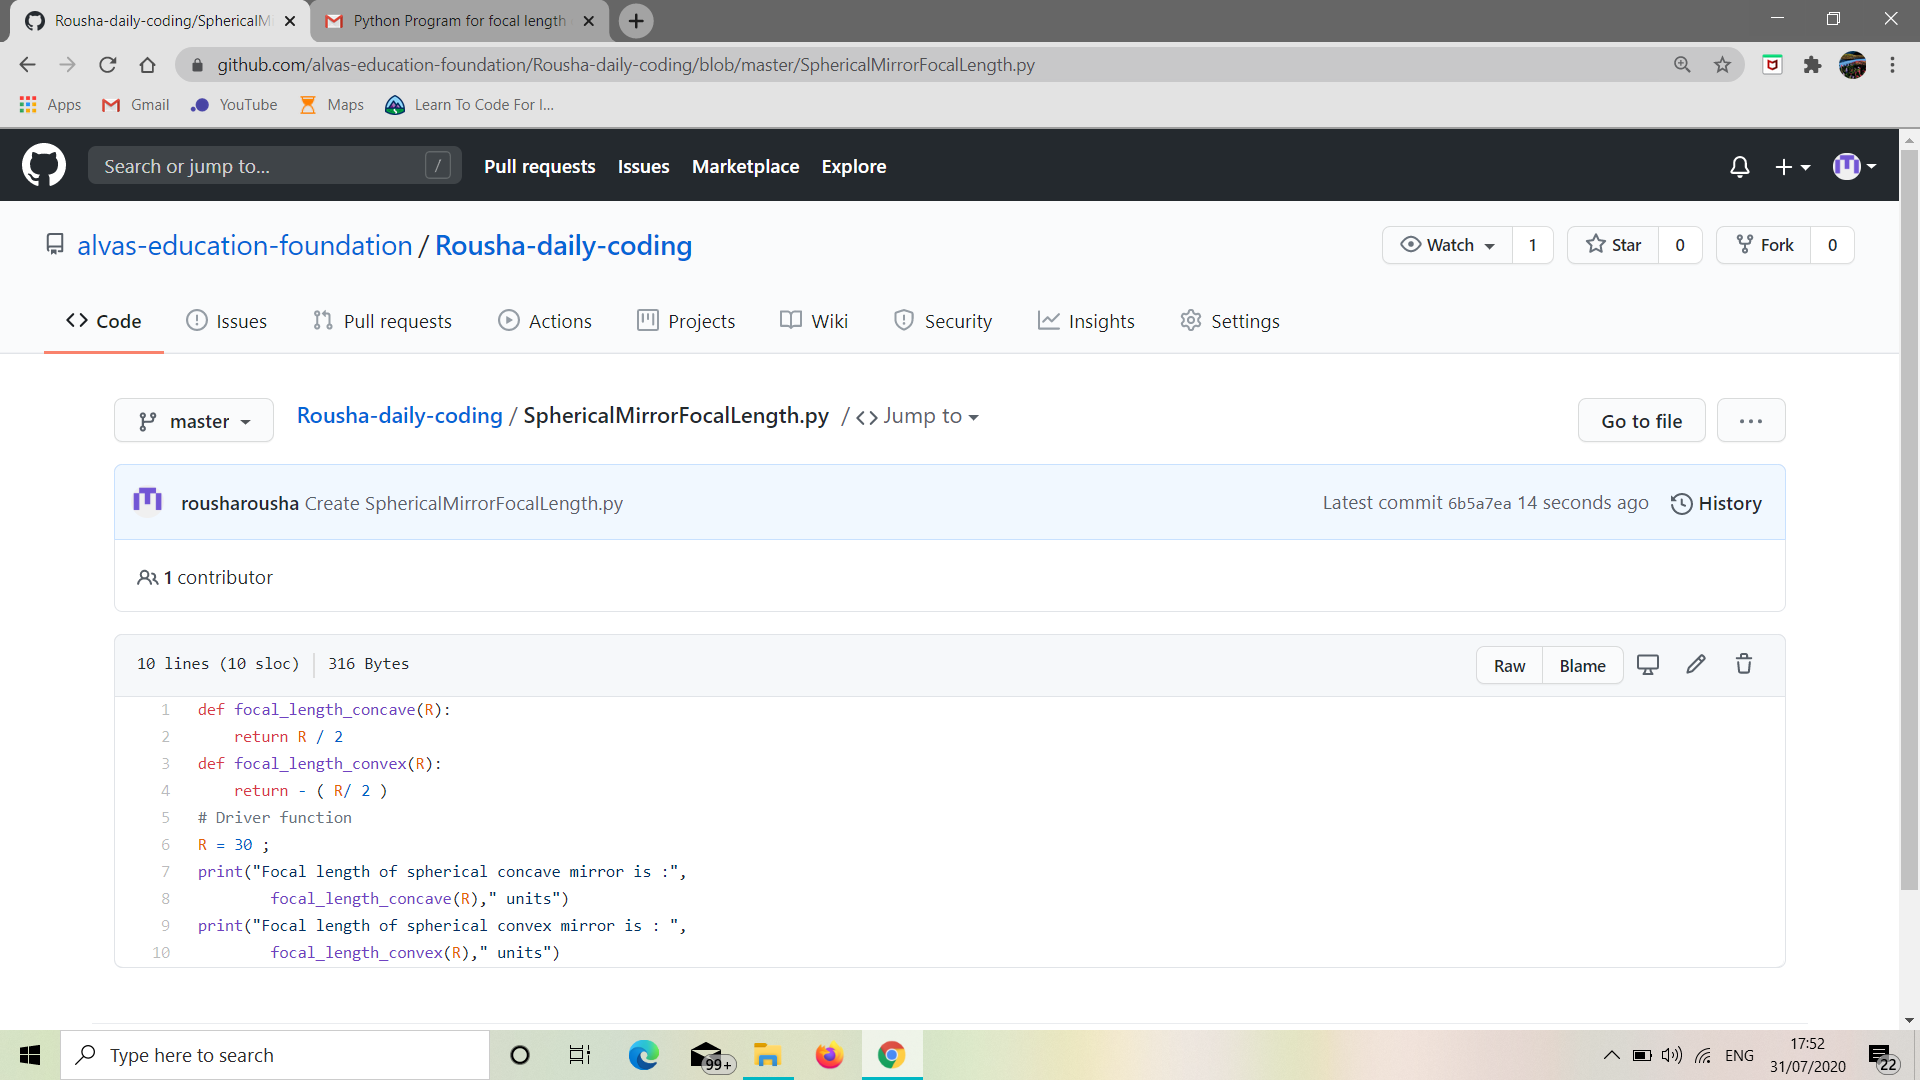 Rousha-daily-coding/SphericalMi
Python Program for focal length
github.com/alvas-education-foundation/Rousha-daily-coding/blob/master/SphericalMirrorFocalLength.py
Apps Gmail YouTube Maps Learn To Code For I...
Search or jump to... / Pull requests Issues Marketplace Explore
alvas-education-foundation / Rousha-daily-coding
Watch 1 Star 0 Fork 0
Code Issues Pull requests Actions Projects Wiki Security Insights Settings
master Rousha-daily-coding / SphericalMirrorFocalLength.py / <> Jump to Go to file ...
rousharousha Create SphericalMirrorFocalLength.py Latest commit 6b5a7ea 14 seconds ago History
1 contributor
10 lines (10 sloc) 316 Bytes Raw Blame
1 def focal_length_concave(R):
2     return R / 2
3 def focal_length_convex(R):
4     return - ( R/ 2 )
5 # Driver function
6 R = 30 ;
7 print("Focal length of spherical concave mirror is :",
8         focal_length_concave(R)," units")
9 print("Focal length of spherical convex mirror is : ",
10         focal_length_convex(R)," units")
Type here to search 99+ ENG 17:52
31/07/2020 22